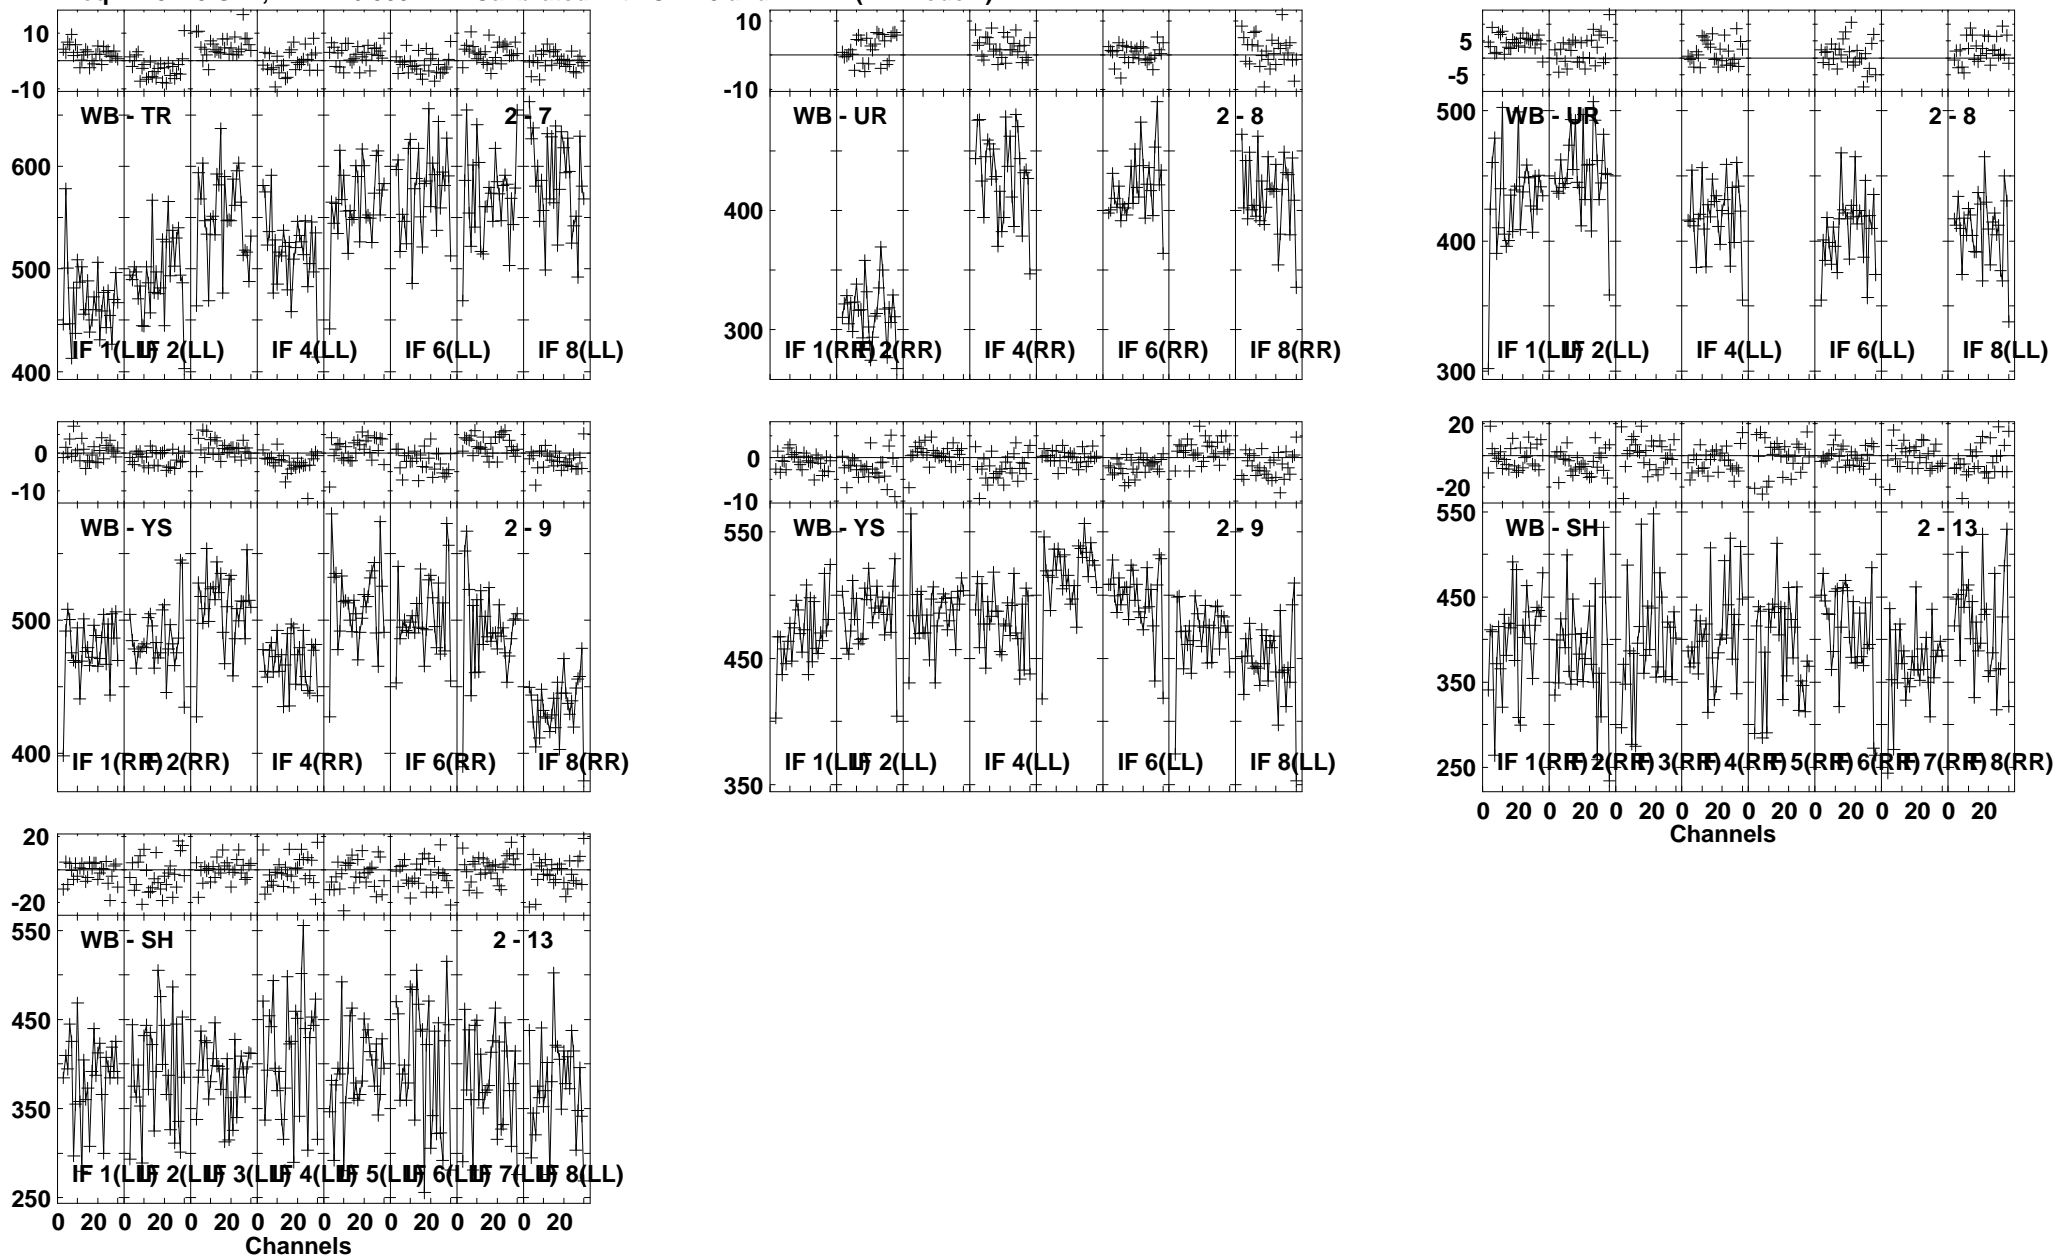 10
-10
WB - TR 2 - 7
600
500
400
IF 1(LL) IF 2(LL) IF 4(LL) IF 6(LL) IF 8(LL)
10
-10
WB - UR 2 - 8
400
300
IF 1(RR) IF 2(RR) IF 4(RR) IF 6(RR) IF 8(RR)
5
-5
500
WB - UR 2 - 8
400
300
IF 1(LL) IF 2(LL) IF 4(LL) IF 6(LL) IF 8(LL)
0
-10
WB - YS 2 - 9
500
400
IF 1(RR) IF 2(RR) IF 4(RR) IF 6(RR) IF 8(RR)
0
-10
550
WB - YS 2 - 9
450
350
IF 1(LL) IF 2(LL) IF 4(LL) IF 6(LL) IF 8(LL)
20
-20
550
WB - SH 2 - 13
450
350
250
IF 1(RR) IF 2(RR) IF 3(RR) IF 4(RR) IF 5(RR) IF 6(RR) IF 7(RR) IF 8(RR)
0 20 0 20 0 20 0 20 0 20 0 20 0 20 0 20
Channels
20
-20
550
WB - SH 2 - 13
450
350
250
IF 1(LL) IF 2(LL) IF 3(LL) IF 4(LL) IF 5(LL) IF 6(LL) IF 7(LL) IF 8(LL)
0 20 0 20 0 20 0 20 0 20 0 20 0 20 0 20
Channels